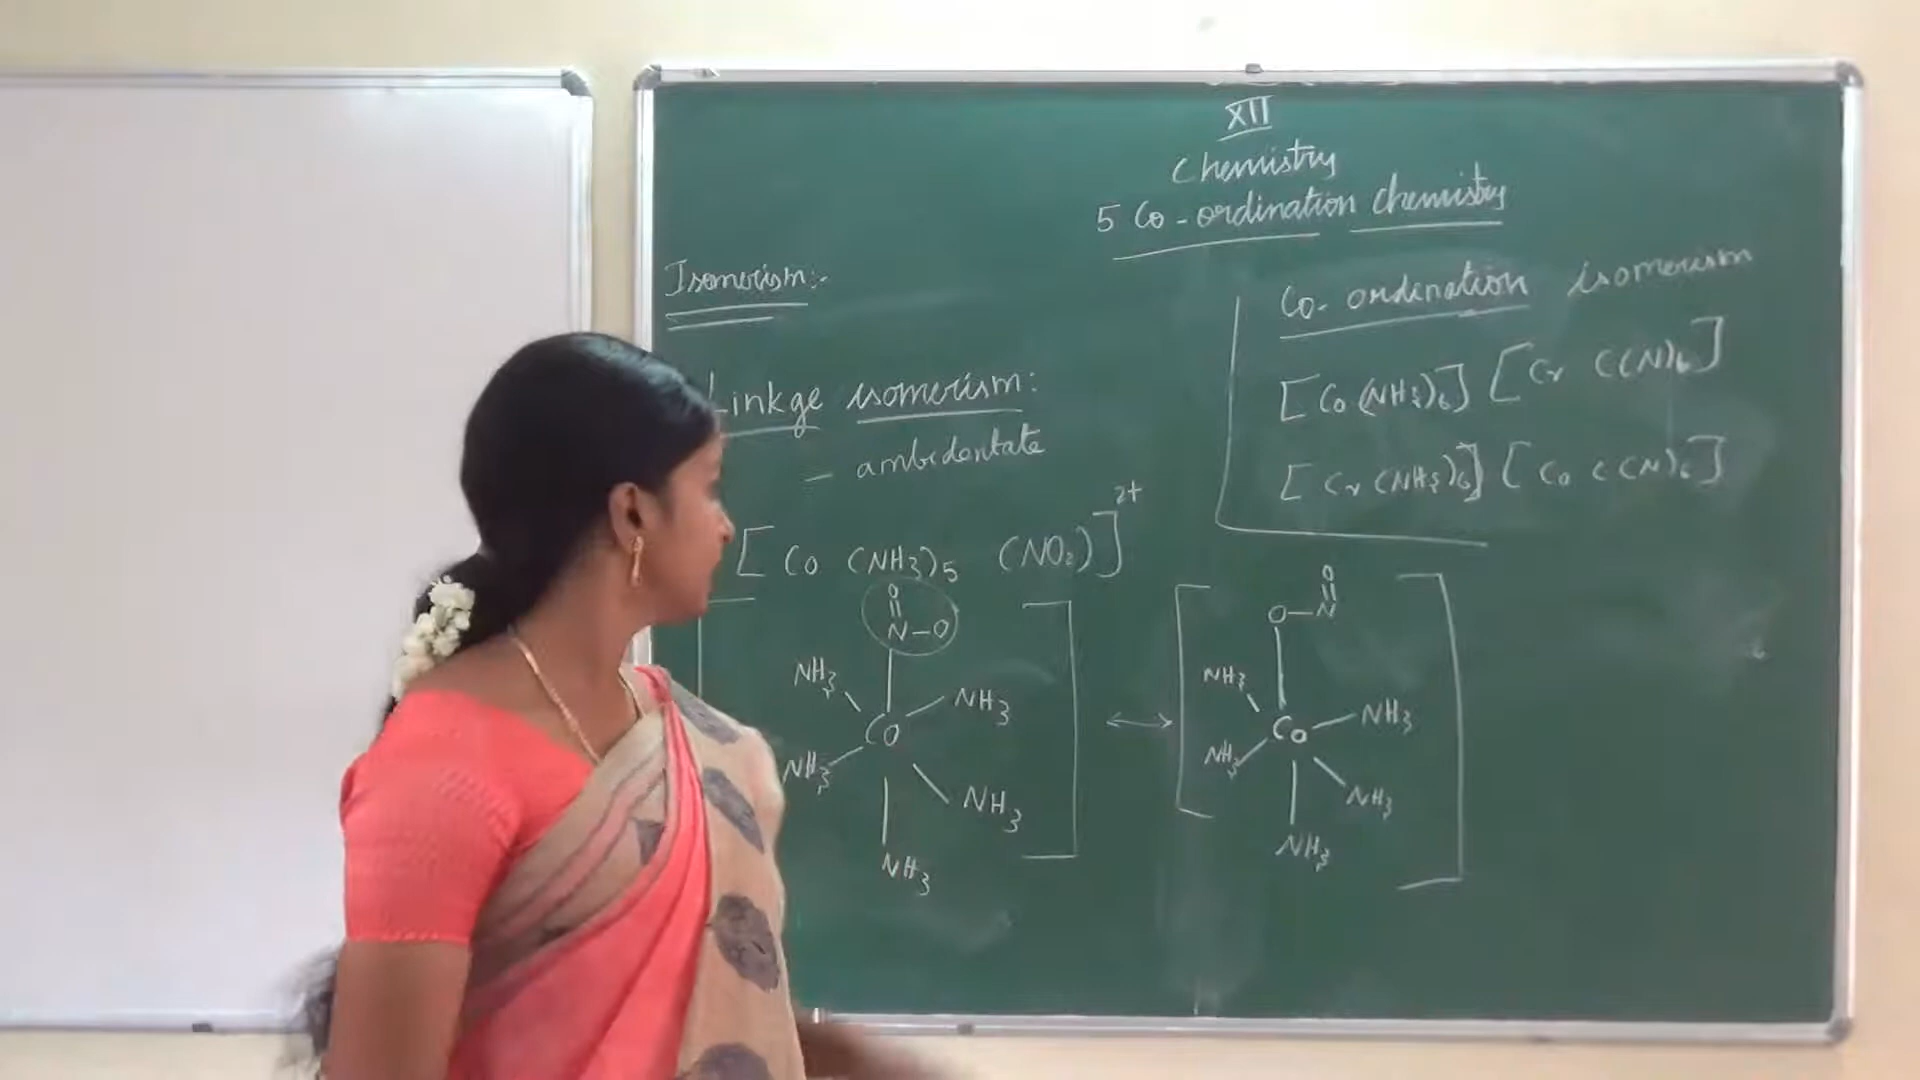 XII
Chemistry
5 Co-ordination chemistry
Isomerism:-
Linkge isomerism:
- ambidentate
[Co (NH3)5 (NO2)]2+
O
N-O
NH3
NH3
Co
NH3
NH3
NH3
O
O-N
NH3
NH3
Co
NH3
NH3
NH3
Co-ordination isomerism
[Co (NH3)6] [Cr (CN)6]
[Cr (NH3)6] [Co (CN)6]